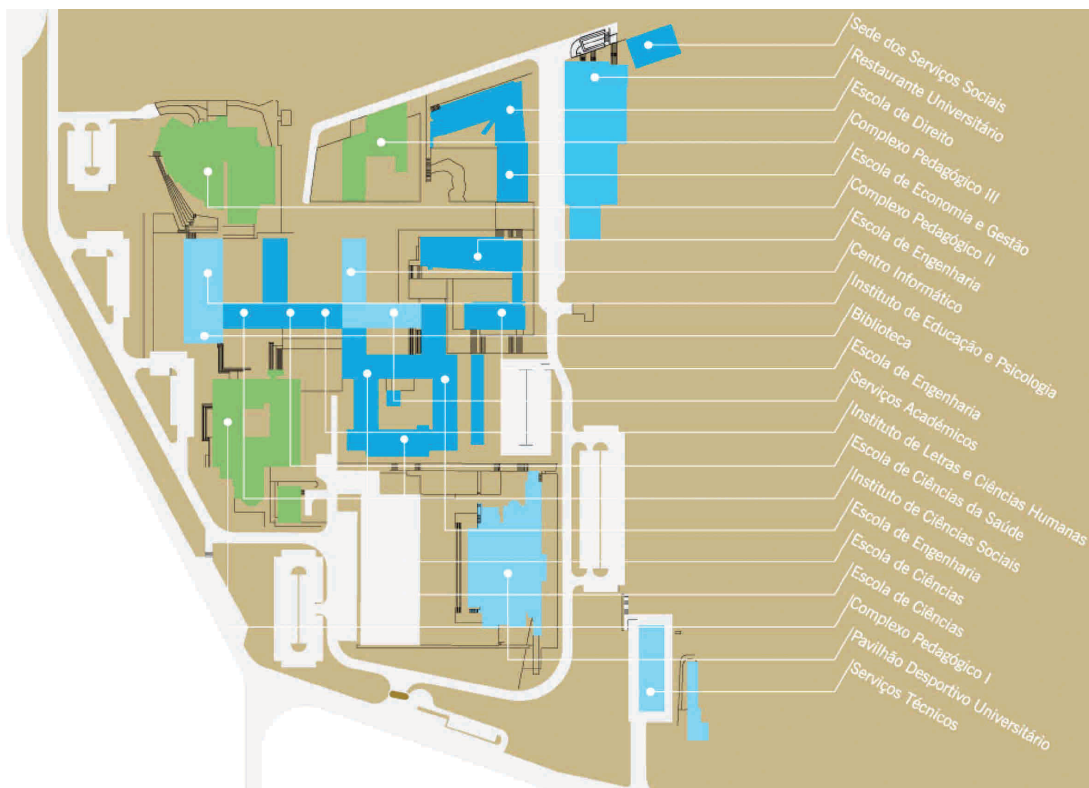 Sede dos Serviços Sociais
Restaurante Universitário
Escola de Direito
Complexo Pedagógico III
Escola de Economia e Gestão
Complexo Pedagógico II
Escola de Engenharia
Centro Informático
Instituto de Educação e Psicologia
Biblioteca
Escola de Engenharia
Serviços Académicos
Instituto de Letras e Ciências Humanas
Escola de Ciências da Saúde
Instituto de Ciências Sociais
Escola de Engenharia
Escola de Ciências
Escola de Ciências
Complexo Pedagógico I
Pavilhão Desportivo Universitário
Serviços Técnicos